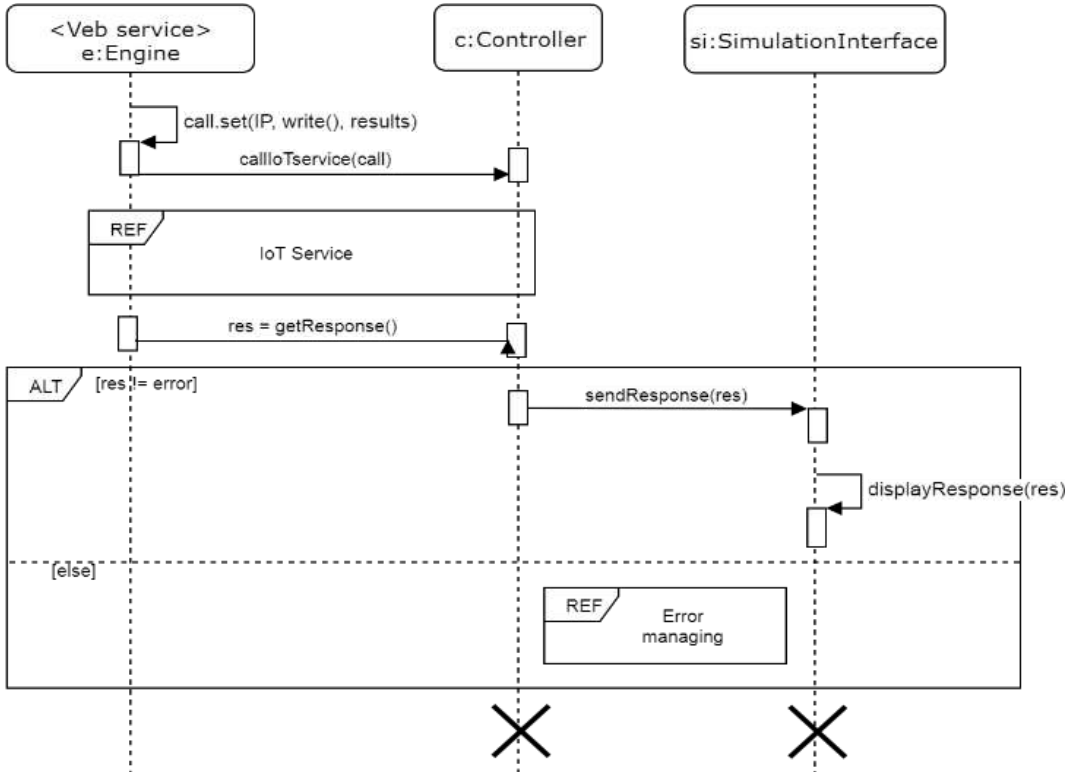 <Veb service>
e:Engine
c:Controller
si:SimulationInterface
call.set(IP, write(), results)
callIoTservice(call)
REF
IoT Service
res = getResponse()
ALT
[res != error]
sendResponse(res)
displayResponse(res)
[else]
REF
Error
managing